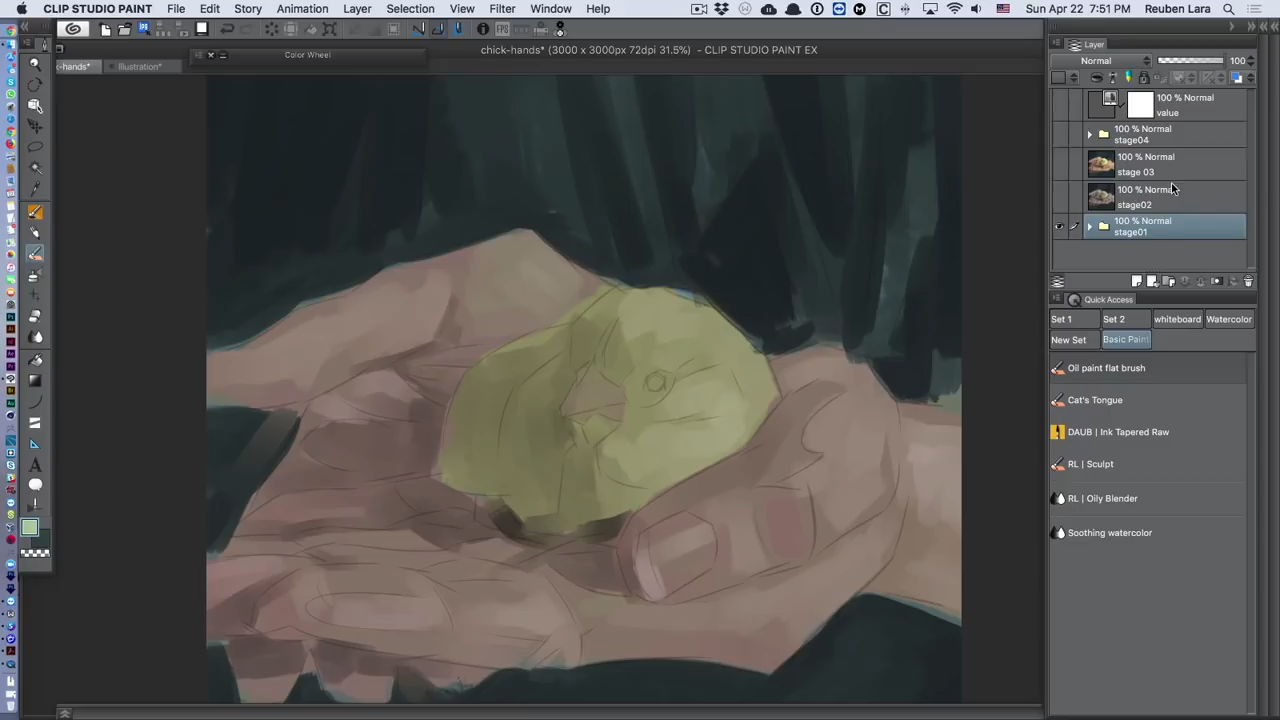 CLIP STUDIO PAINT File Edit Story Animation Layer Selection View Filter Window Help Sun Apr 22 7:51 PM Reuben Lara
chick-hands* (3000 x 3000px 72dpi 31.5%) - CLIP STUDIO PAINT EX
Color Wheel
k-hands* Illustration*
Layer
Normal 100
100 % Normal
value
100 % Normal
stage04
100 % Normal
stage 03
100 % Normal
stage02
100 % Normal
stage01
Quick Access
Set 1 Set 2 whiteboard Watercolor
New Set Basic Pain
Oil paint flat brush
Cat's Tongue
DAUB | Ink Tapered Raw
RL | Sculpt
RL | Oily Blender
Soothing watercolor